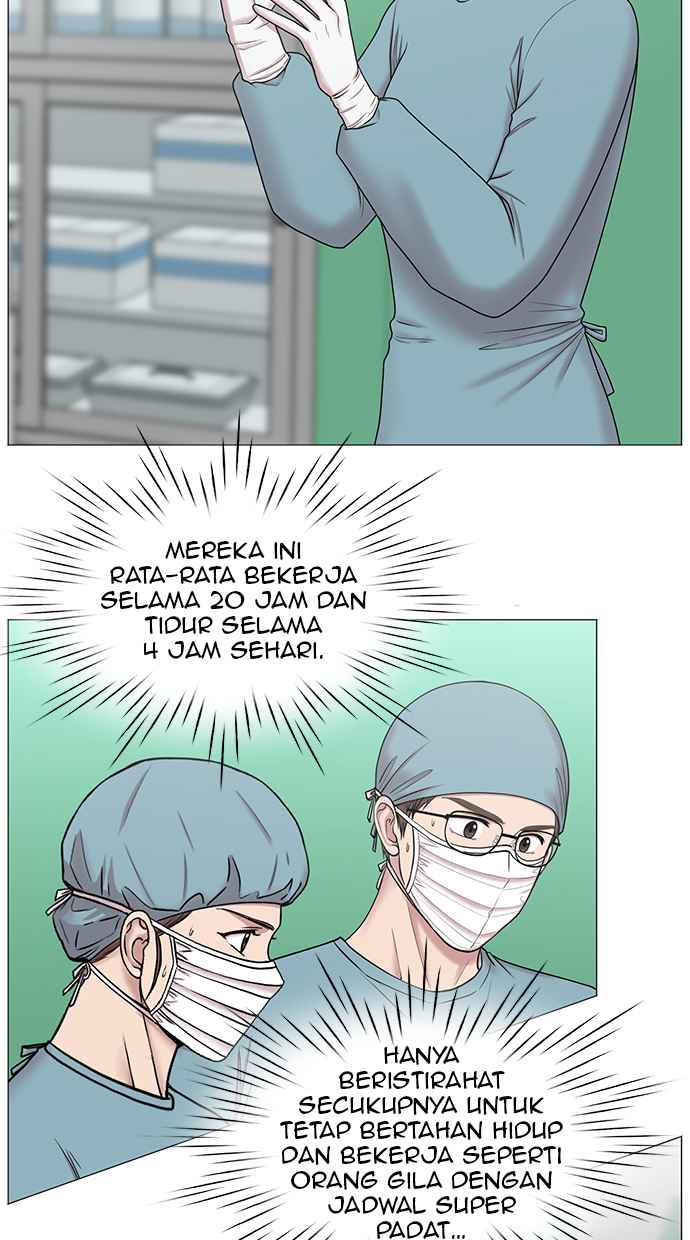 MEREKA INI
RATA-RATA BEKERJA
SELAMA 20 JAM DAN
TIDUR SELAMA
4 JAM SEHARI.
HANYA
BERISTIRAHAT
SECUKUPNYA UNTUK
TETAP BERTAHAN HIDUP
DAN BEKERJA SEPERTI
ORANG GILA DENGAN
JADWAL SUPER
PADAT...